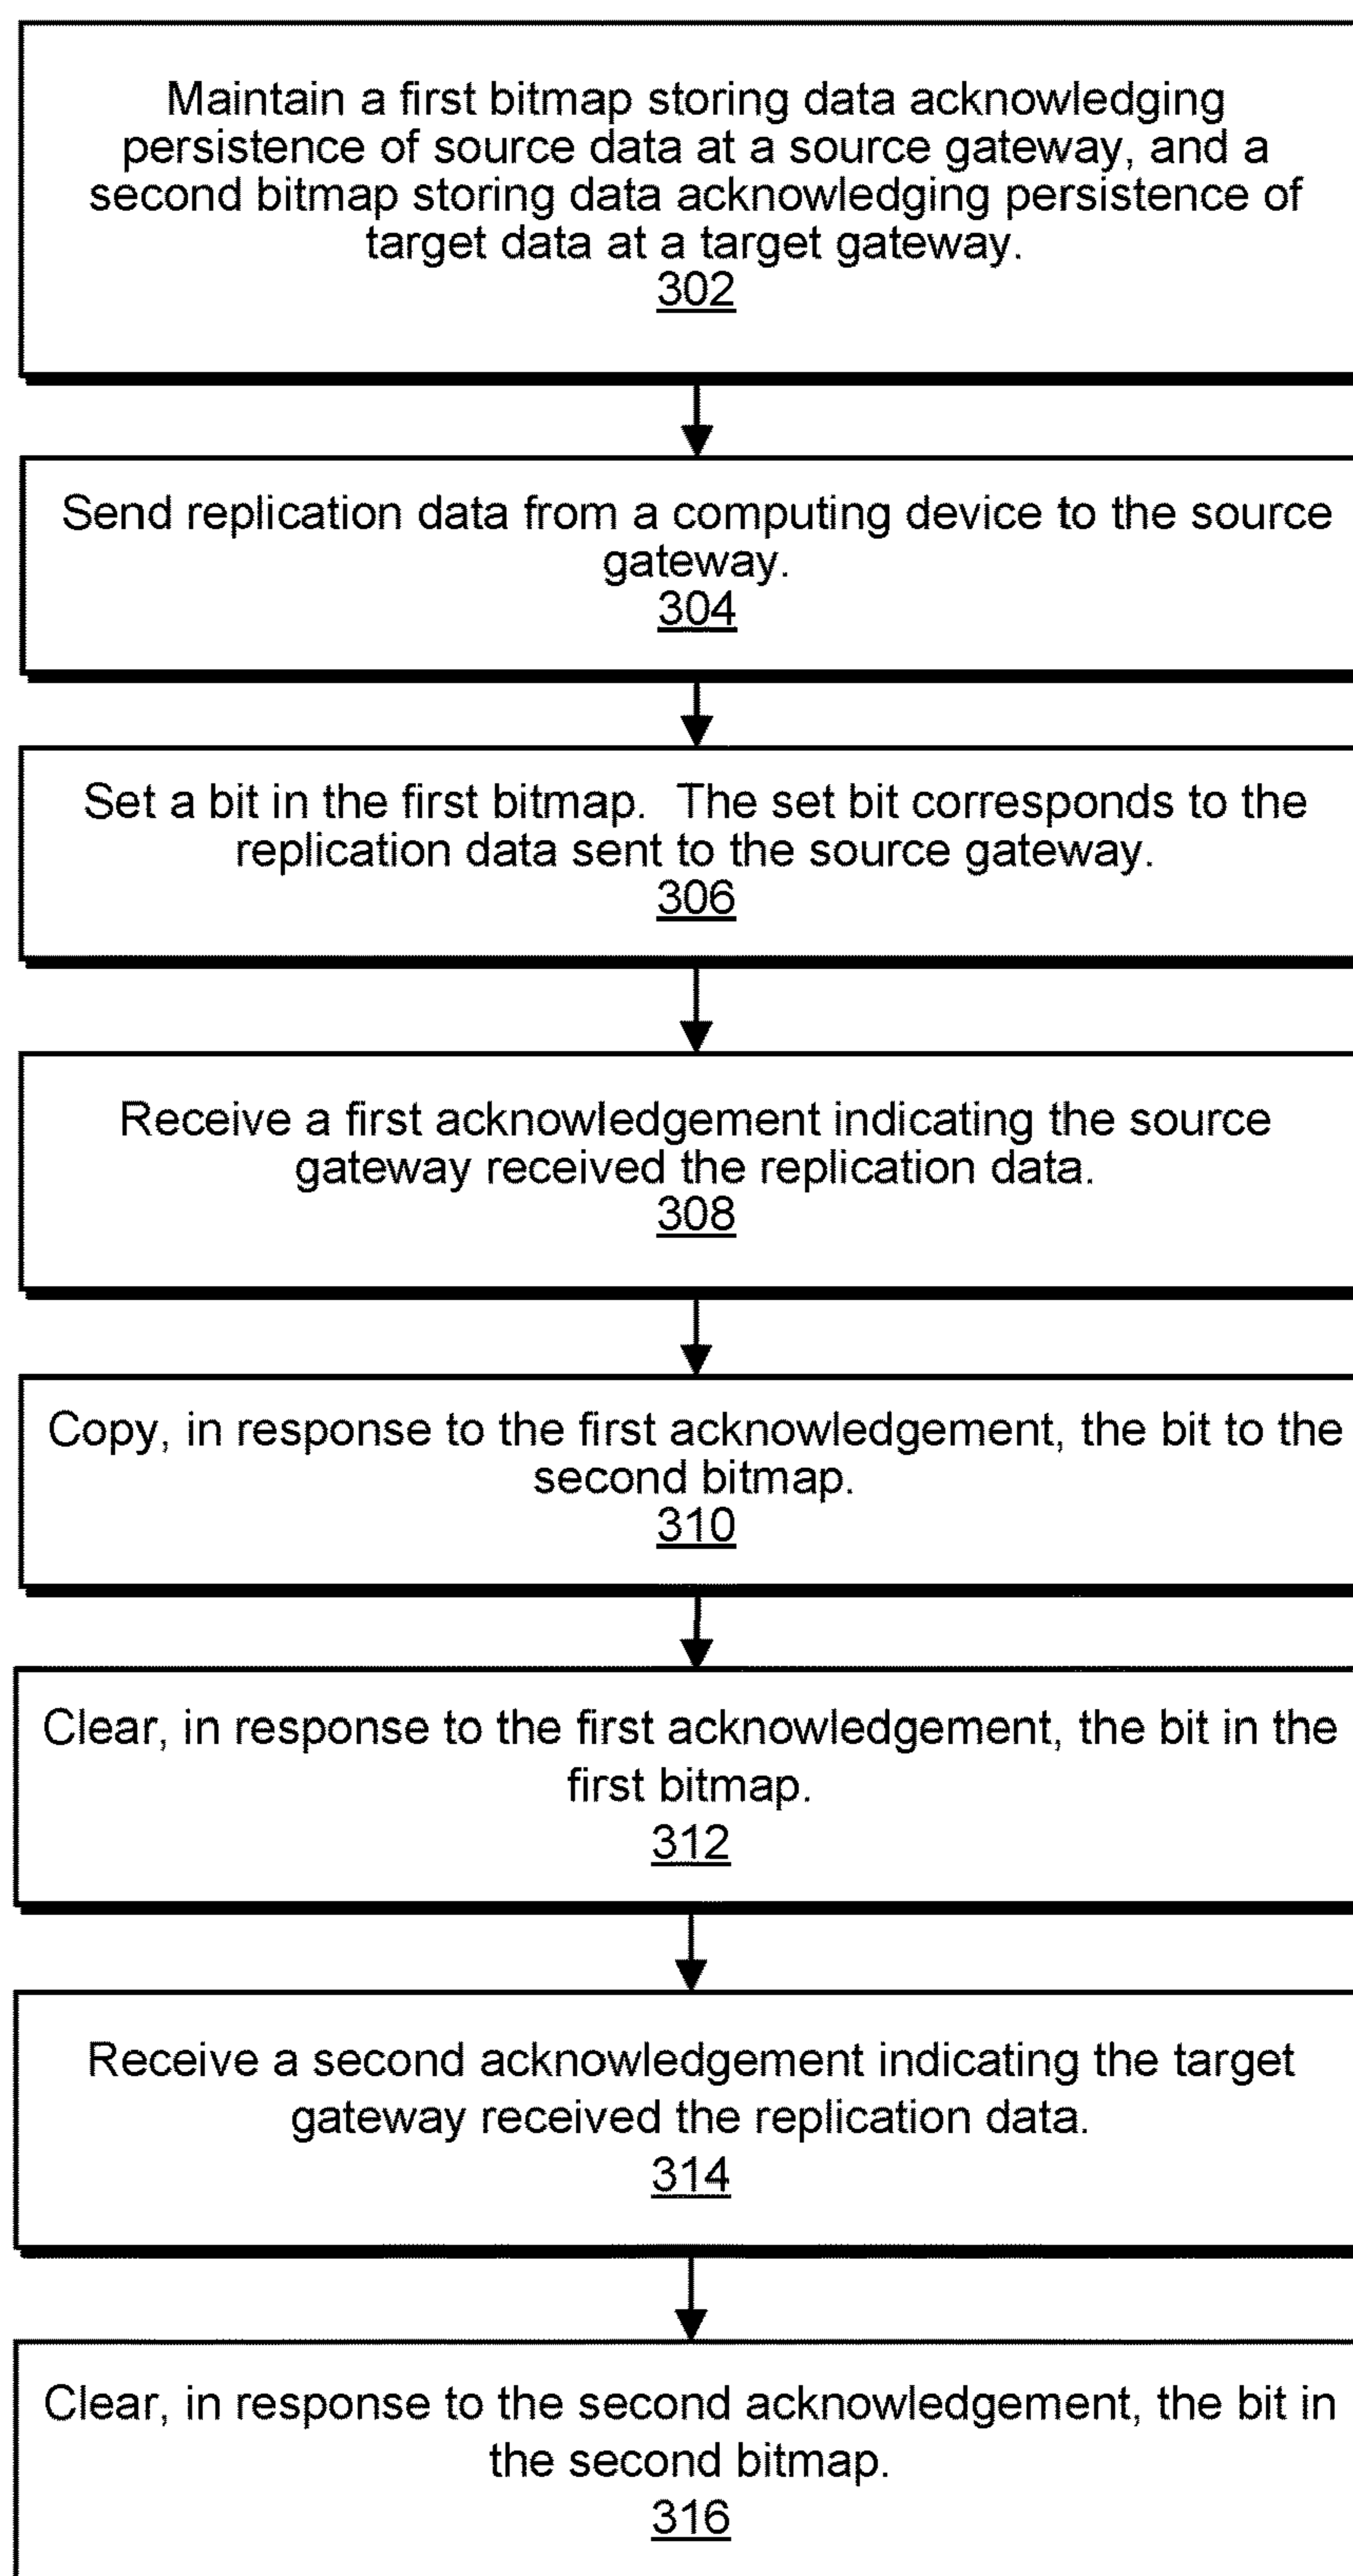 Maintain a first bitmap storing data acknowledging
persistence of source data at a source gateway, and a
second bitmap storing data acknowledging persistence of
target data at a target gateway.
302
Send replication data from a computing device to the source
gateway.
304
Set a bit in the first bitmap.  The set bit corresponds to the
replication data sent to the source gateway.
306
Receive a first acknowledgement indicating the source
gateway received the replication data.
308
Copy, in response to the first acknowledgement, the bit to the
second bitmap.
310
Clear, in response to the first acknowledgement, the bit in the
first bitmap.
312
Receive a second acknowledgement indicating the target
gateway received the replication data.
314
Clear, in response to the second acknowledgement, the bit in
the second bitmap.
316